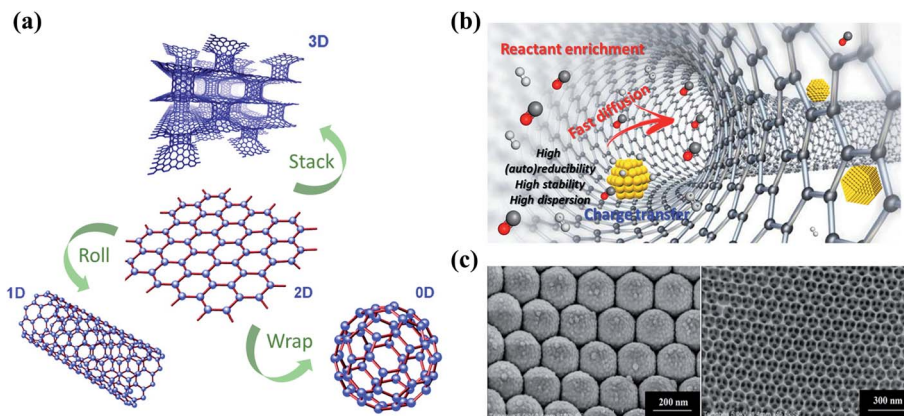 (a)
3D
Stack
Roll
1D
2D
0D
Wrap
(b)
Reactant enrichment
Fast diffusion
High
(auto)reducibility
High stability
High dispersion
Charge transfer
(c)
200 nm
300 nm